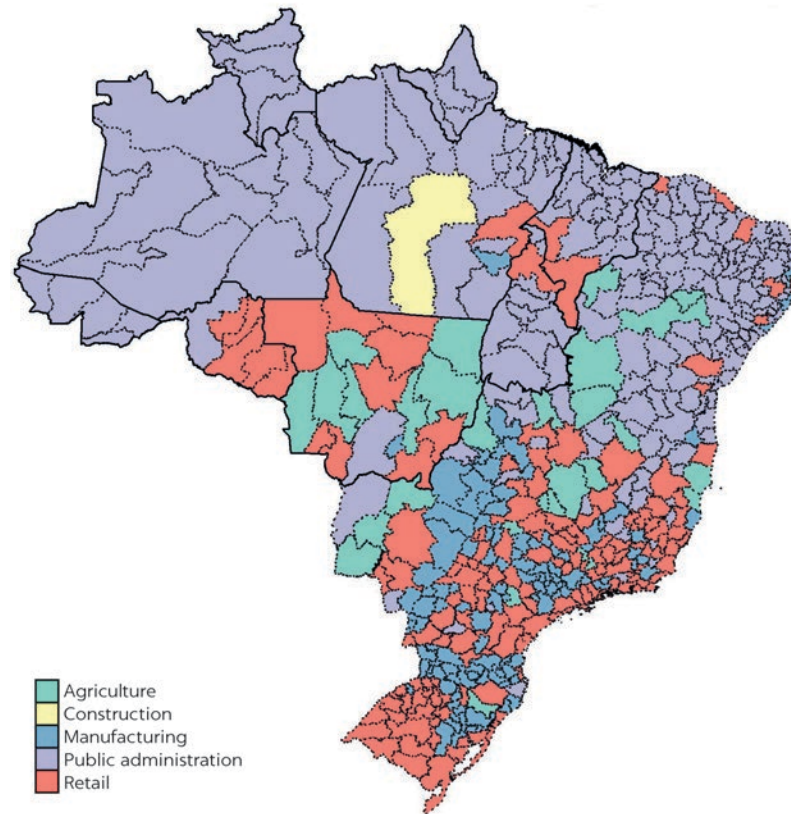 Agriculture
Construction
Manufacturing
Public administration
Retail